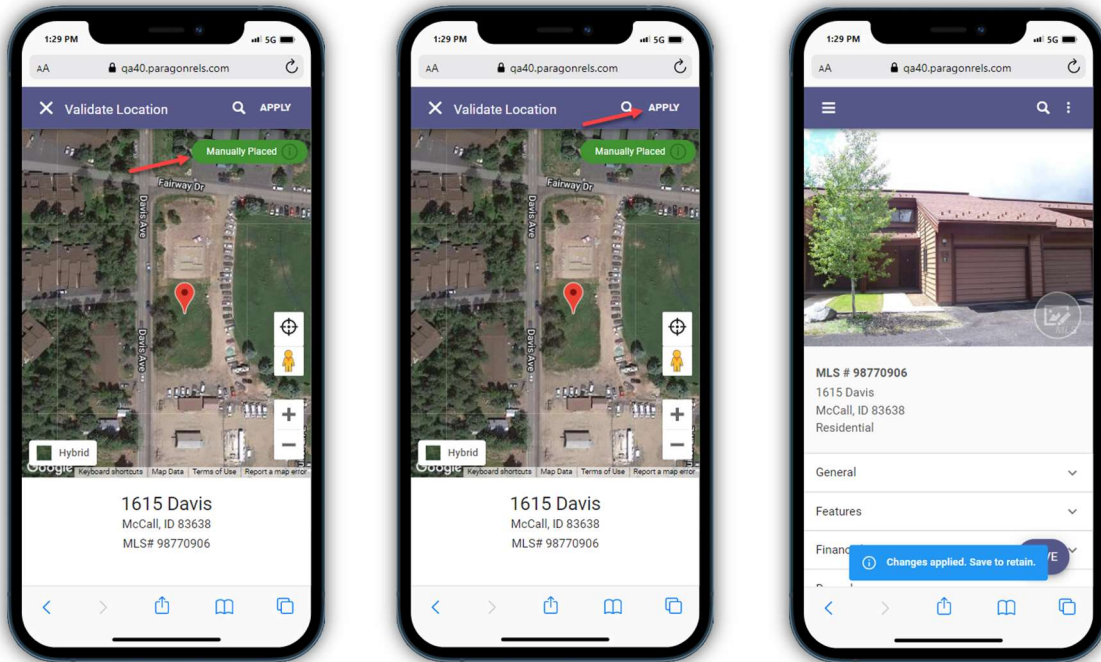 1:29 PM
5G
AA
qa40.paragonrels.com
Validate Location
APPLY
Manually Placed
Fairway Dr
Davis Ave
Davis Ave
Hybrid
Google
Keyboard shortcuts
Map Data
Terms of Use
Report a map error
1615 Davis
McCall, ID 83638
MLS# 98770906
1:29 PM
5G
AA
qa40.paragonrels.com
Validate Location
APPLY
Manually Placed
Fairway Dr
Davis Ave
Davis Ave
Hybrid
Google
Keyboard shortcuts
Map Data
Terms of Use
Report a map error
1615 Davis
McCall, ID 83638
MLS# 98770906
1:29 PM
5G
AA
qa40.paragonrels.com
MLS # 98770906
1615 Davis
McCall, ID 83638
Residential
General
Features
Changes applied. Save to retain.